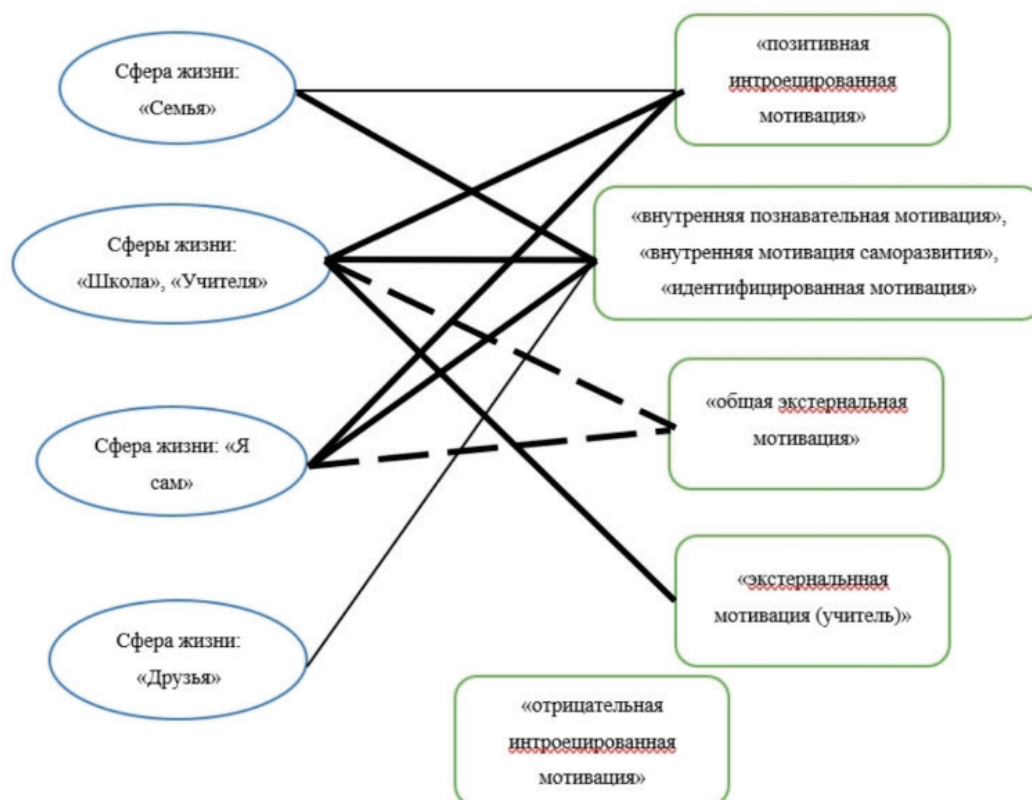 Сфера жизни:
«Семья»
«позитивная
интроецированная
мотивация»
Сферы жизни:
«Школа», «Учителя»
«внутренняя познавательная мотивация»,
«внутренняя мотивация саморазвития»,
«идентифицированная мотивация»
Сфера жизни: «Я
сам»
«общая экстернальная
мотивация»
Сфера жизни:
«Друзья»
«экстернальнная
мотивация (учитель)»
«отрицательная
интроецированная
мотивация»